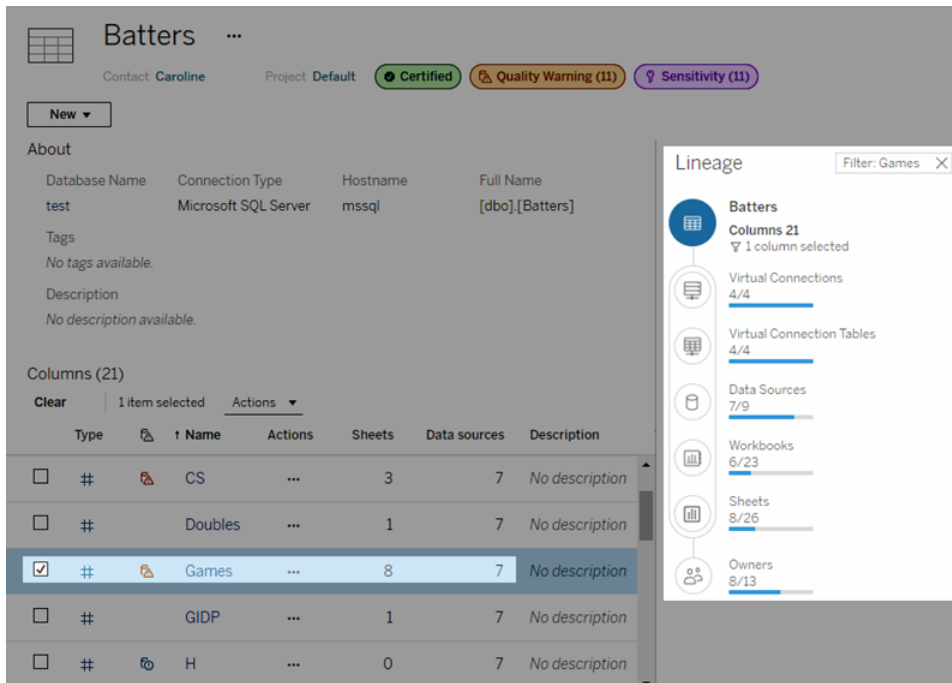 Batters ...
Contact Caroline Project Default Certified Quality Warning (11) Sensitivity (11)
New
About
Database Name Connection Type Hostname Full Name
test Microsoft SQL Server mssql [dbo].[Batters]
Tags
No tags available.
Description
No description available.
Columns (21)
Clear 1 item selected Actions
Type ↑ Name Actions Sheets Data sources Description
# CS ... 3 7 No description
# Doubles ... 1 7 No description
# Games ... 8 7 No description
# GIDP ... 1 7 No description
# H ... 0 7 No description
Lineage Filter: Games X
Batters
Columns 21
1 column selected
Virtual Connections
4/4
Virtual Connection Tables
4/4
Data Sources
7/9
Workbooks
6/23
Sheets
8/26
Owners
8/13